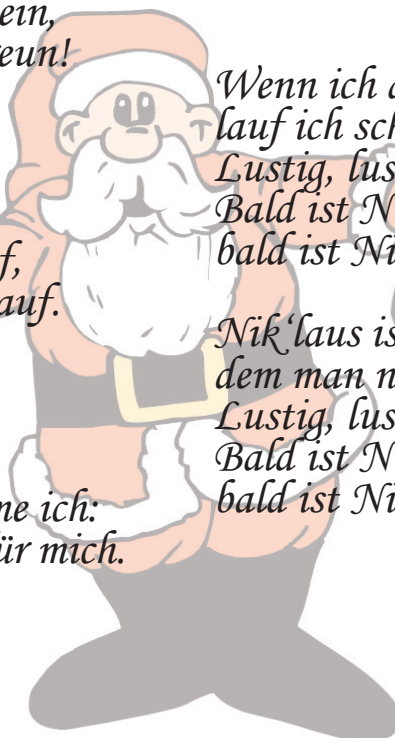 ein,
eun!
f,
auf.
ne ich:
für mich.
Wenn ich
lauf ich sch
Lustig, lus
Bald ist N
bald ist Ni
Nik‘laus is
dem man n
Lustig, lus
Bald ist N
bald ist Ni